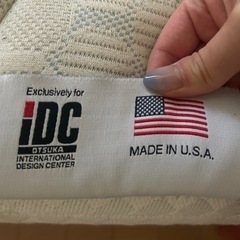 Exclusively for
iDC
OTSUKA
INTERNATIONAL
DESIGN CENTER
MADE IN U.S.A.